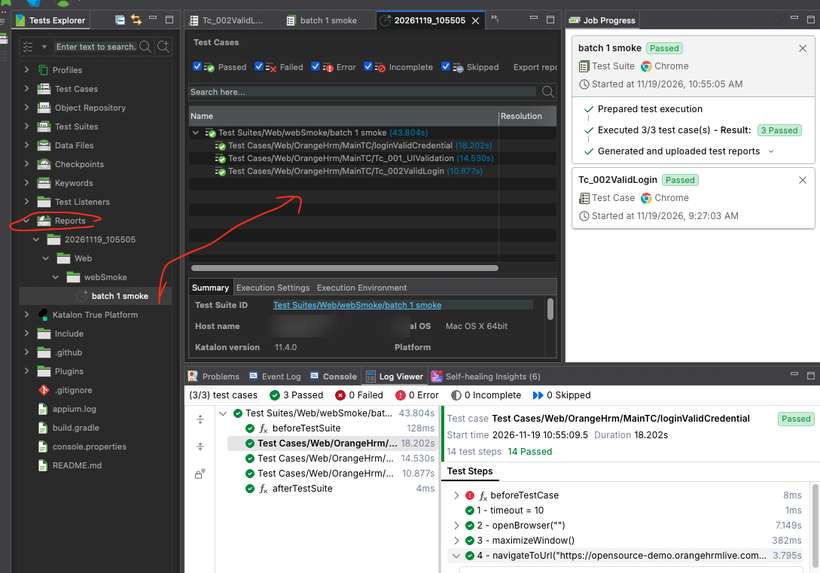 Tests Explorer
Enter text to search.
Profiles
Test Cases
Object Repository
Test Suites
Data Files
Checkpoints
Keywords
Test Listeners
Reports
20261119_105505
Web
webSmoke
batch 1 smoke
Katalon True Platform
Include
.github
Plugins
.gitignore
appium.log
build.gradle
console.properties
README.md
Tc_002ValidL...
batch 1 smoke
20261119_105505
Test Cases
Passed
Failed
Error
Incomplete
Skipped
Export repo
Search here...
Name Resolution
Test Suites/Web/webSmoke/batch 1 smoke (43.804s)
Test Cases/Web/OrangeHrm/MainTC/loginValidCredential (18.202s)
Test Cases/Web/OrangeHrm/MainTC/Tc_001_UIValidation (14.530s)
Test Cases/Web/OrangeHrm/MainTC/Tc_002ValidLogin (10.877s)
Summary Execution Settings Execution Environment
Test Suite ID Test Suites/Web/webSmoke/batch 1 smoke
Host name al OS Mac OS X 64bit
Katalon version 11.4.0 Platform
Job Progress
batch 1 smoke Passed
Test Suite Chrome
Started at 11/19/2026, 10:55:05 AM
Prepared test execution
Executed 3/3 test case(s) - Result: 3 Passed
Generated and uploaded test reports
Tc_002ValidLogin Passed
Test Case Chrome
Started at 11/19/2026, 9:27:03 AM
Problems Event Log Console Log Viewer Self-healing Insights (6)
(3/3) test cases 3 Passed 0 Failed 0 Error 0 Incomplete 0 Skipped
Test Suites/Web/webSmoke/bat... 43.804s
fx beforeTestSuite 128ms
Test Cases/Web/OrangeHrm/... 18.202s
Test Cases/Web/OrangeHrm/... 14.530s
Test Cases/Web/OrangeHrm/... 10.877s
fx afterTestSuite 4ms
Test case Test Cases/Web/OrangeHrm/MainTC/loginValidCredential Passed
Start time 2026-11-19 10:55:09.5 Duration 18.202s
14 test steps 14 Passed
Test Steps
fx beforeTestCase 8ms
1 - timeout = 10 1ms
2 - openBrowser("") 7.149s
3 - maximizeWindow() 382ms
4 - navigateToUrl("https://opensource-demo.orangehrmlive.com... 3.795s